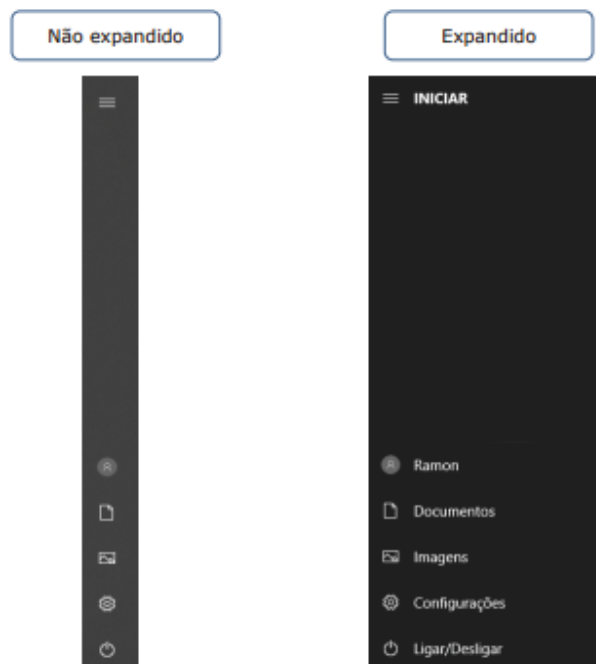 Não expandido
Expandido
INICIAR
Ramon
Documentos
Imagens
Configurações
Ligar/Desligar